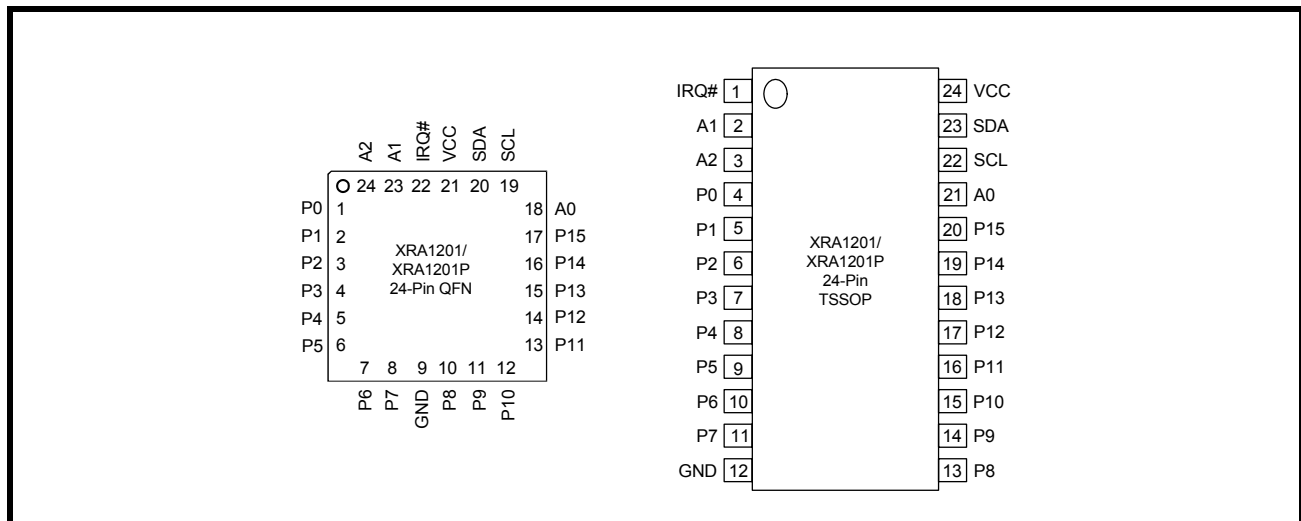 A2 A1 IRQ# VCC SDA SCL
24 23 22 21 20 19
P0 1
P1 2
P2 3
P3 4
P4 5
P5 6
XRA1201/
XRA1201P
24-Pin QFN
18 A0
17 P15
16 P14
15 P13
14 P12
13 P11
7 8 9 10 11 12
P6 P7 GND P8 P9 P10
IRQ# 1
A1 2
A2 3
P0 4
P1 5
P2 6
P3 7
P4 8
P5 9
P6 10
P7 11
GND 12
XRA1201/
XRA1201P
24-Pin
TSSOP
24 VCC
23 SDA
22 SCL
21 A0
20 P15
19 P14
18 P13
17 P12
16 P11
15 P10
14 P9
13 P8